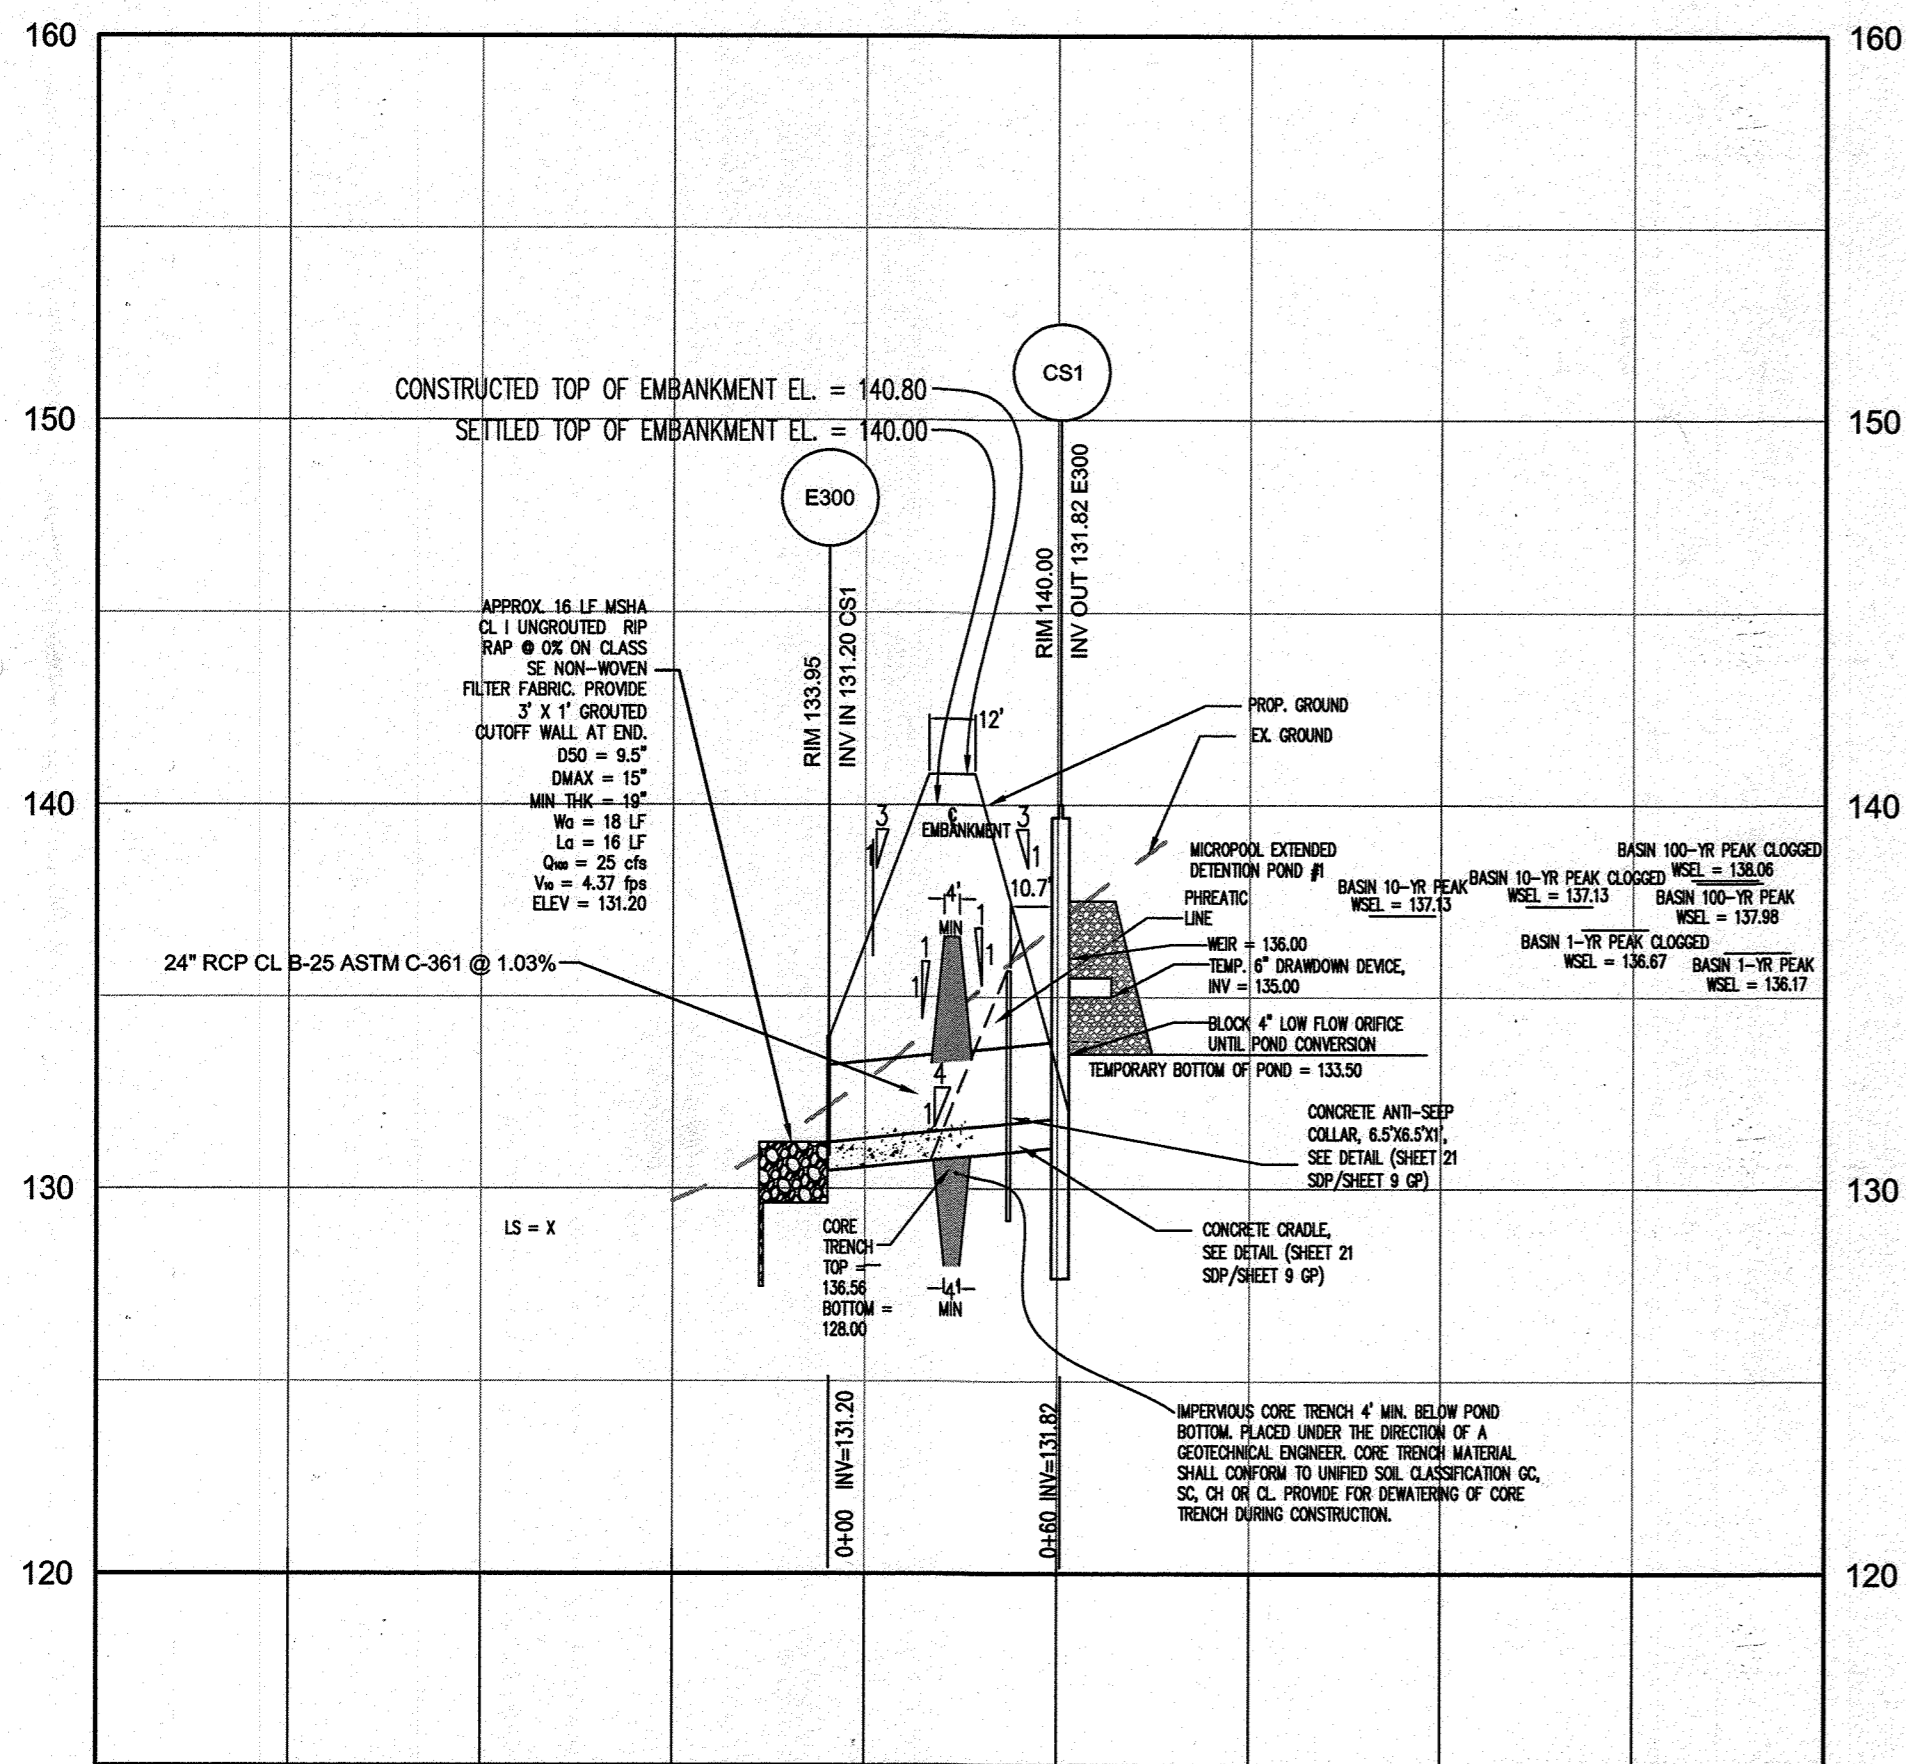 160
160
CS1
CONSTRUCTED TOP OF EMBANKMENT EL. = 140.80
150
150
SETTLED TOP OF EMBANKMENT EL. = 140.00
E300
RIM 133.95
INV IN 131.20 CS1
RIM 140.00
INV OUT 131.82 E300
APPROX. 16 LF MSHA
CL I UNGROUTED RIP
RAP @ 0% ON CLASS
SE NON-WOVEN
FILTER FABRIC. PROVIDE
3' X 1' GROUTED
CUTOFF WALL AT END.
D50 = 9.5"
DMAX = 15"
MIN THK = 19"
Wa = 18 LF
La = 16 LF
Q100 = 25 cfs
V10 = 4.37 fps
ELEV = 131.20
12'
PROP. GROUND
EX. GROUND
140
140
3
1
℄
EMBANKMENT
3
1
10.7'
4'
MIN
1
1
1
1
MICROPOOL EXTENDED
DETENTION POND #1
PHREATIC
LINE
WEIR = 136.00
TEMP. 6" DRAWDOWN DEVICE,
INV = 135.00
BLOCK 4" LOW FLOW ORIFICE
UNTIL POND CONVERSION
TEMPORARY BOTTOM OF POND = 133.50
BASIN 10-YR PEAK
WSEL = 137.13
BASIN 10-YR PEAK CLOGGED
WSEL = 137.13
BASIN 100-YR PEAK CLOGGED
WSEL = 138.06
BASIN 100-YR PEAK
WSEL = 137.98
BASIN 1-YR PEAK CLOGGED
WSEL = 136.67
BASIN 1-YR PEAK
WSEL = 136.17
24" RCP CL B-25 ASTM C-361 @ 1.03%
4
1
CONCRETE ANTI-SEEP
COLLAR, 6.5'X6.5'X1',
SEE DETAIL (SHEET 21
SDP/SHEET 9 GP)
130
130
LS = X
CORE
TRENCH
TOP =
136.56
BOTTOM =
128.00
4'
MIN
CONCRETE CRADLE,
SEE DETAIL (SHEET 21
SDP/SHEET 9 GP)
IMPERVIOUS CORE TRENCH 4' MIN. BELOW POND
BOTTOM. PLACED UNDER THE DIRECTION OF A
GEOTECHNICAL ENGINEER. CORE TRENCH MATERIAL
SHALL CONFORM TO UNIFIED SOIL CLASSIFICATION GC,
SC, CH OR CL. PROVIDE FOR DEWATERING OF CORE
TRENCH DURING CONSTRUCTION.
0+00 INV=131.20
0+60 INV=131.82
120
120